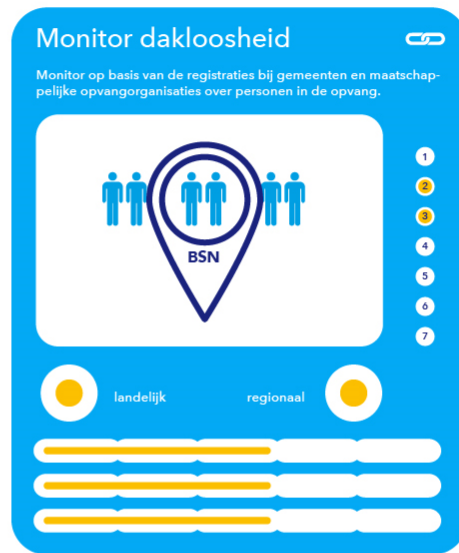 Monitor dakloosheid
Monitor op basis van de registraties bij gemeenten en maatschap-
pelijke opvangorganisaties over personen in de opvang.
BSN
1
2
3
4
5
6
7
landelijk
regionaal